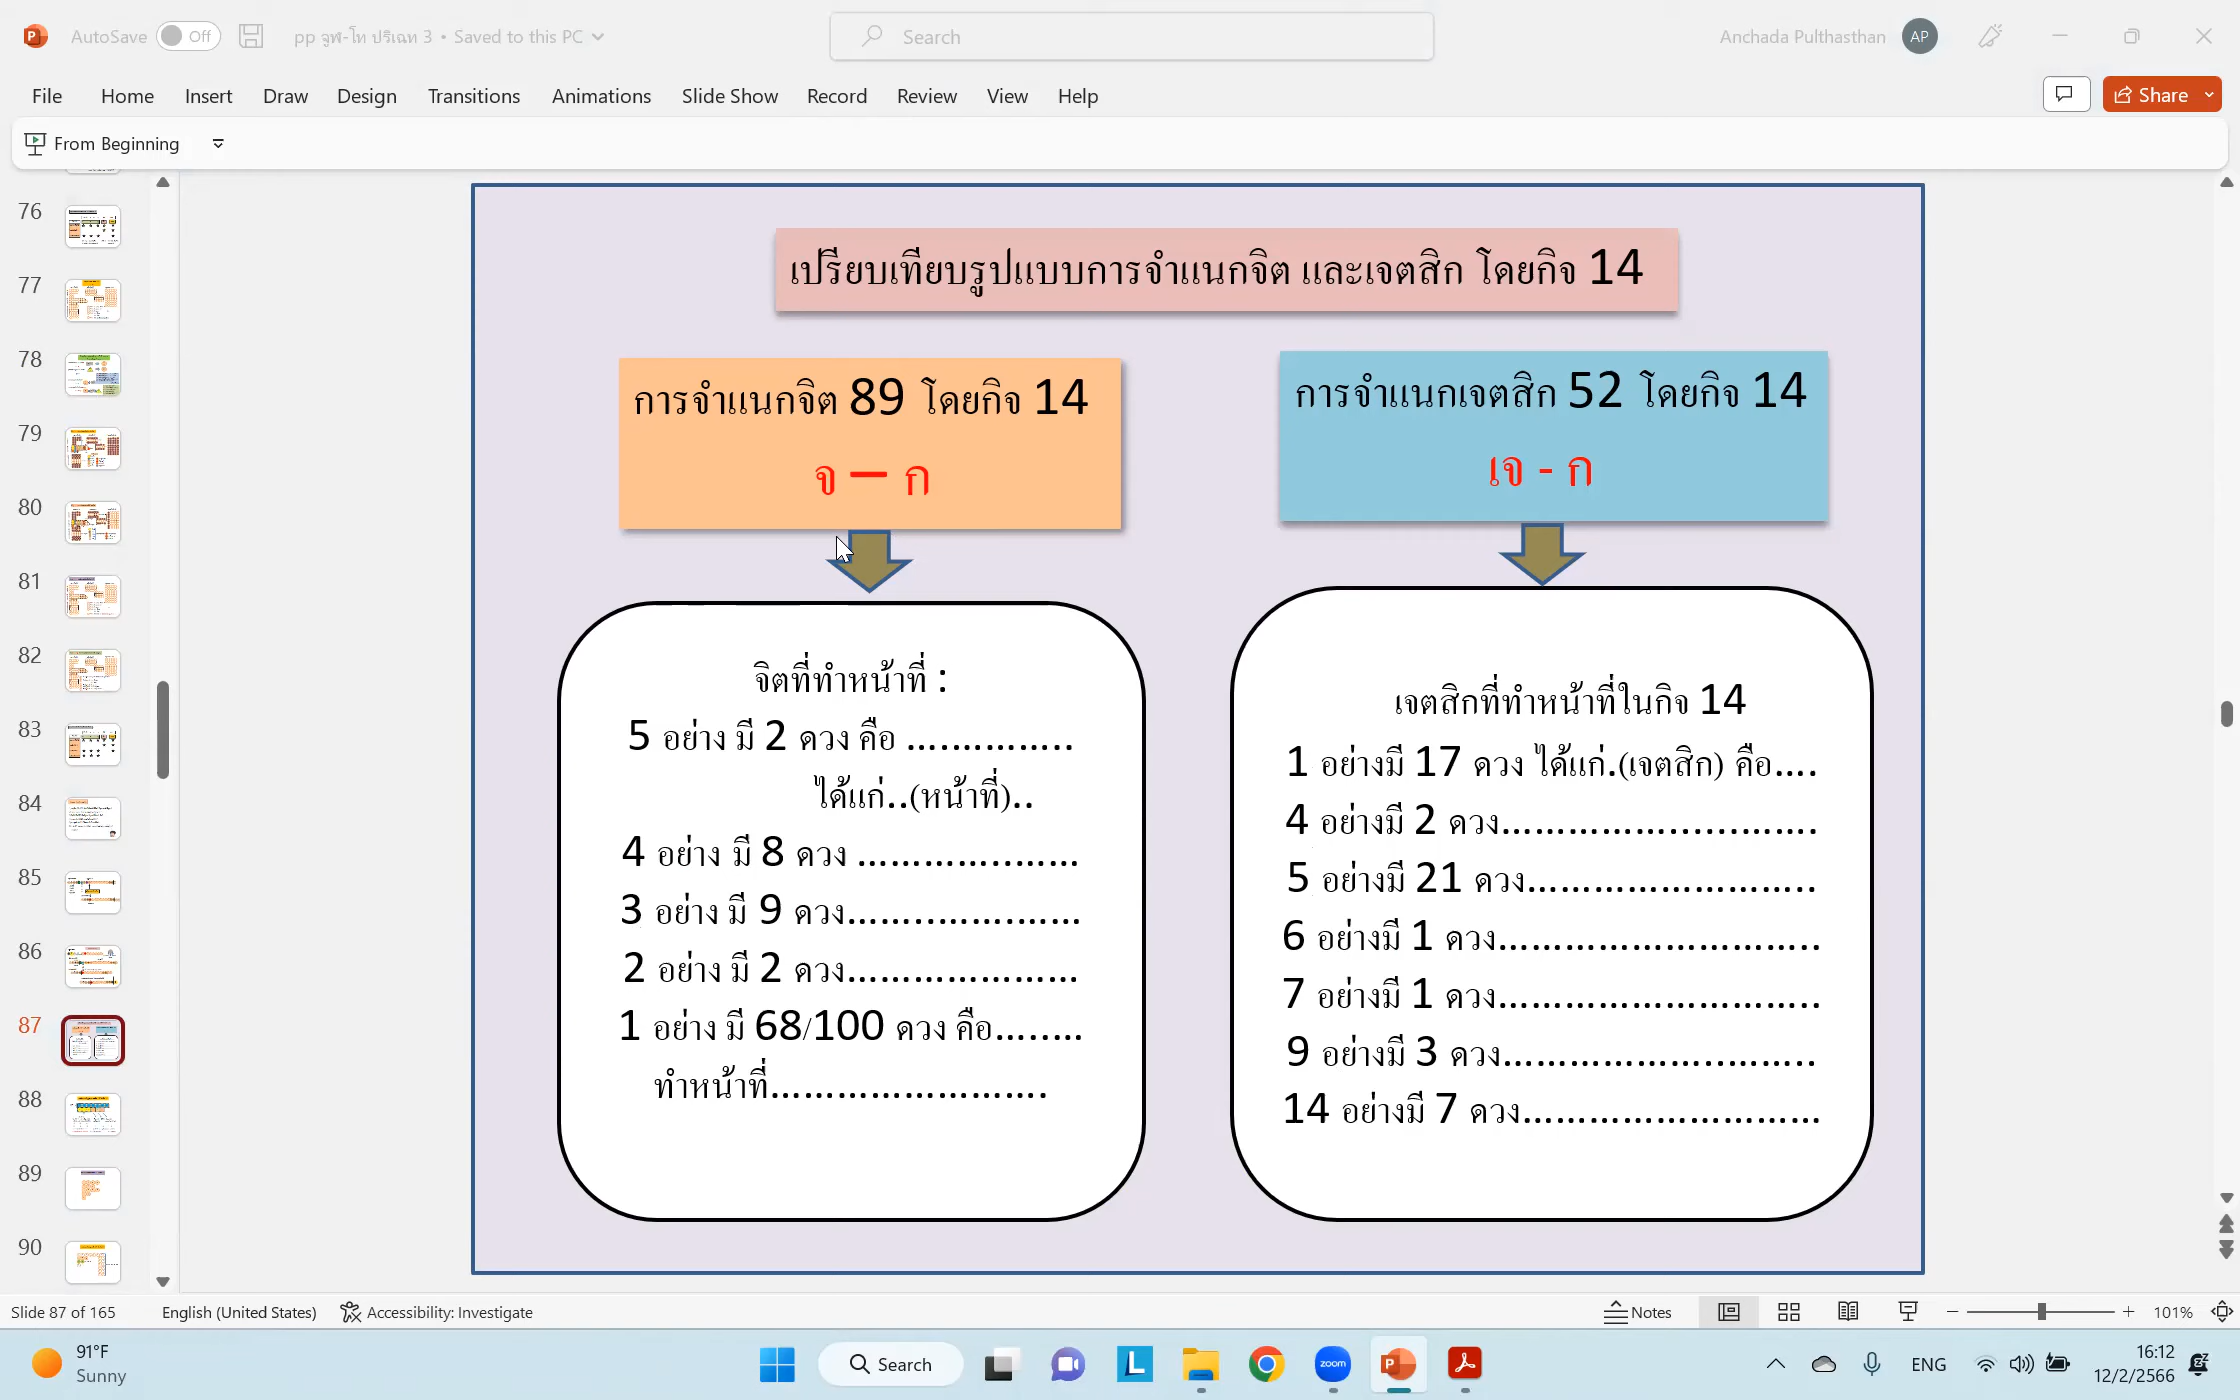 AutoSave Off pp จูฬ-โท ปริเฉท 3 • Saved to this PC Search Anchada Pulthasthan AP
File Home Insert Draw Design Transitions Animations Slide Show Record Review View Help Share
From Beginning
76
77
78
79
80
81
82
83
84
85
86
87
88
89
90
เปรียบเทียบรูปแบบการจำแนกจิต และเจตสิก โดยกิจ 14
การจำแนกจิต 89 โดยกิจ 14
จ – ก
จิตที่ทำหน้าที่ :
5 อย่าง มี 2 ดวง คือ ...............
ได้แก่..(หน้าที่)..
4 อย่าง มี 8 ดวง ....................
3 อย่าง มี 9 ดวง.....................
2 อย่าง มี 2 ดวง.....................
1 อย่าง มี 68/100 ดวง คือ........
ทำหน้าที่.........................
การจำแนกเจตสิก 52 โดยกิจ 14
เจ - ก
เจตสิกที่ทำหน้าที่ในกิจ 14
1 อย่างมี 17 ดวง ได้แก่.(เจตสิก) คือ....
4 อย่างมี 2 ดวง.............................
5 อย่างมี 21 ดวง..........................
6 อย่างมี 1 ดวง.............................
7 อย่างมี 1 ดวง.............................
9 อย่างมี 3 ดวง............................
14 อย่างมี 7 ดวง...........................
Slide 87 of 165 English (United States) Accessibility: Investigate Notes 101%
91°F
Sunny
Search
zoom
ENG
16:12
12/2/2566